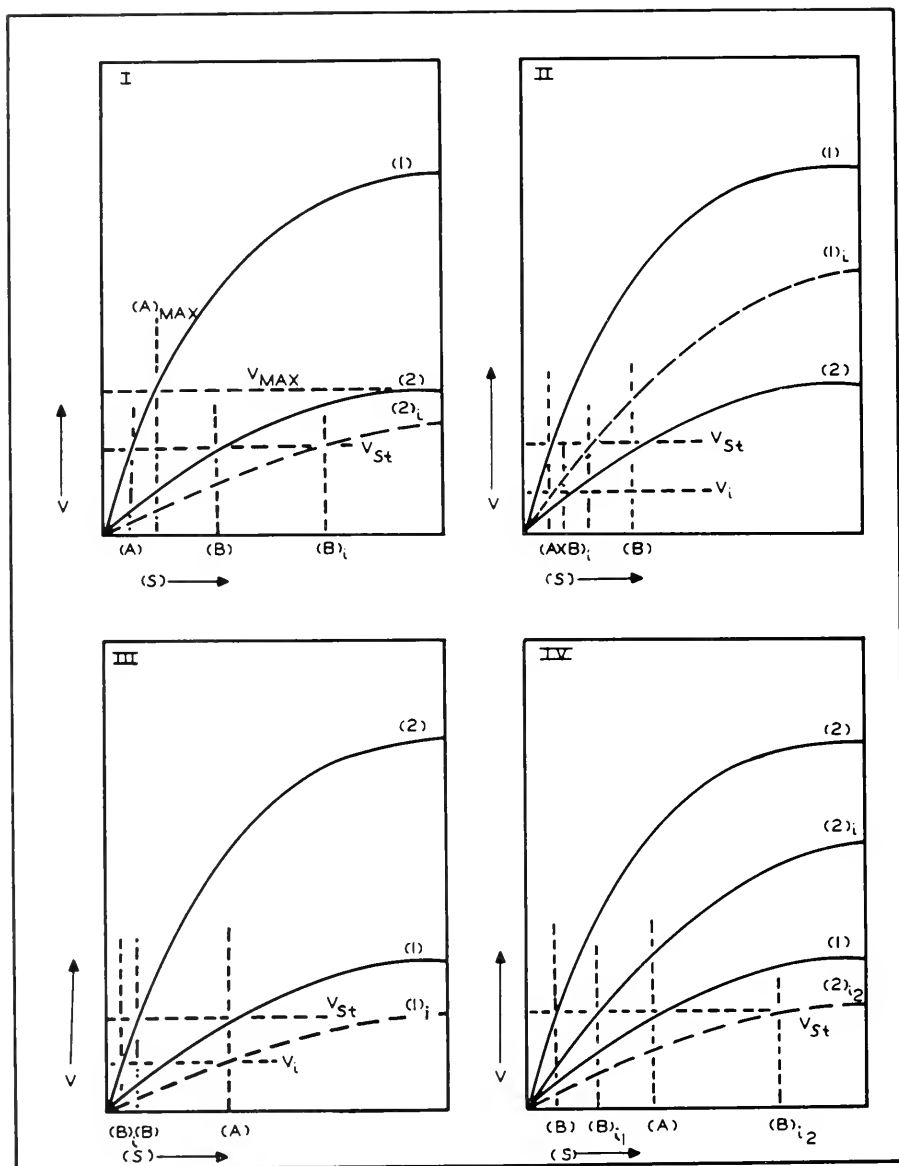 I
(1)
(A)MAX
VMAX
(2)
(2)i
VSt
V
(A) (B) (B)i
(S)
II
(1)
(1)i
(2)
VSt
Vi
V
(A)(B)i (B)
(S)
III
(2)
(1)
VSt
(1)i
Vi
V
(B)i(B) (A)
(S)
IV
(2)
(2)i
(1)
(2)i2
VSt
V
(B) (B)i1 (A) (B)i2
(S)